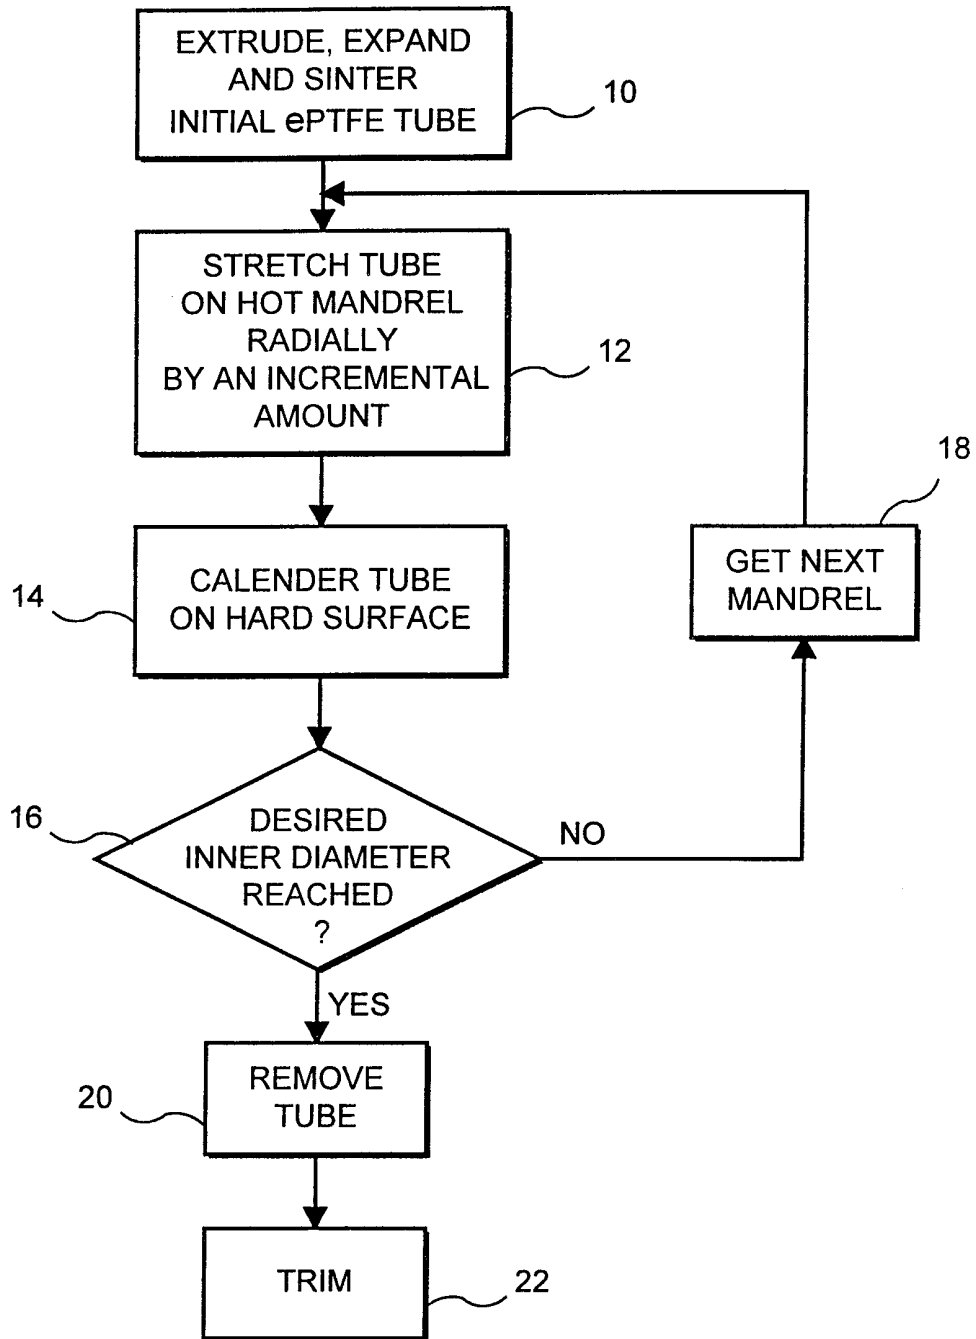 EXTRUDE, EXPAND
AND SINTER
INITIAL ePTFE TUBE
10
STRETCH TUBE
ON HOT MANDREL
RADIALLY
BY AN INCREMENTAL
AMOUNT
12
18
GET NEXT
MANDREL
14
CALENDER TUBE
ON HARD SURFACE
16
DESIRED
INNER DIAMETER
REACHED
?
NO
YES
20
REMOVE
TUBE
TRIM
22